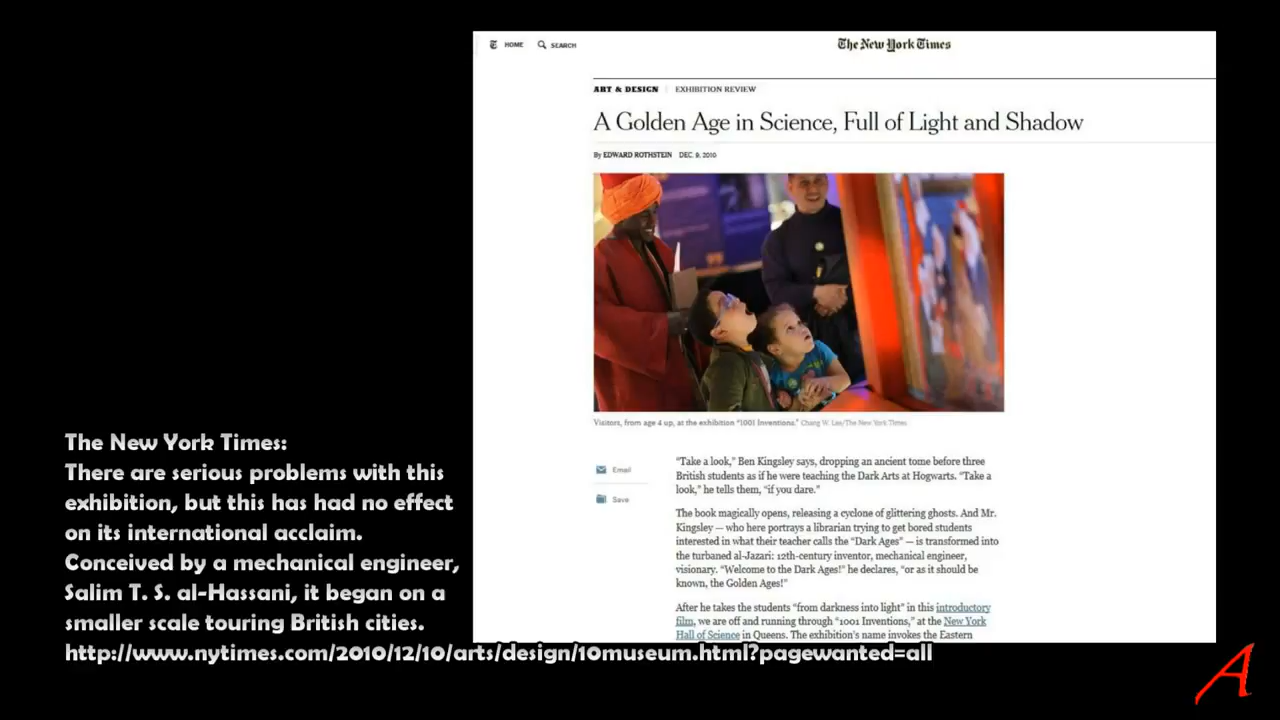 HOME
SEARCH
The New York Times
ART & DESIGN | EXHIBITION REVIEW
A Golden Age in Science, Full of Light and Shadow
By EDWARD ROTHSTEIN DEC. 9, 2010
Visitors, from age 4 up, at the exhibition "1001 Inventions." Chang W. Lee/The New York Times
Email
Save
“Take a look,” Ben Kingsley says, dropping an ancient tome before three
British students as if he were teaching the Dark Arts at Hogwarts. “Take a
look,” he tells them, “if you dare.”
The book magically opens, releasing a cyclone of glittering ghosts. And Mr.
Kingsley — who here portrays a librarian trying to get bored students
interested in what their teacher calls the “Dark Ages” — is transformed into
the turbaned al-Jazari: 12th-century inventor, mechanical engineer,
visionary. “Welcome to the Dark Ages!” he declares, “or as it should be
known, the Golden Ages!”
After he takes the students “from darkness into light” in this introductory
film, we are off and running through “1001 Inventions,” at the New York
Hall of Science in Queens. The exhibition's name invokes the Eastern
The New York Times:
There are serious problems with this
exhibition, but this has had no effect
on its international acclaim.
Conceived by a mechanical engineer,
Salim T. S. al-Hassani, it began on a
smaller scale touring British cities.
http://www.nytimes.com/2010/12/10/arts/design/10museum.html?pagewanted=all
A